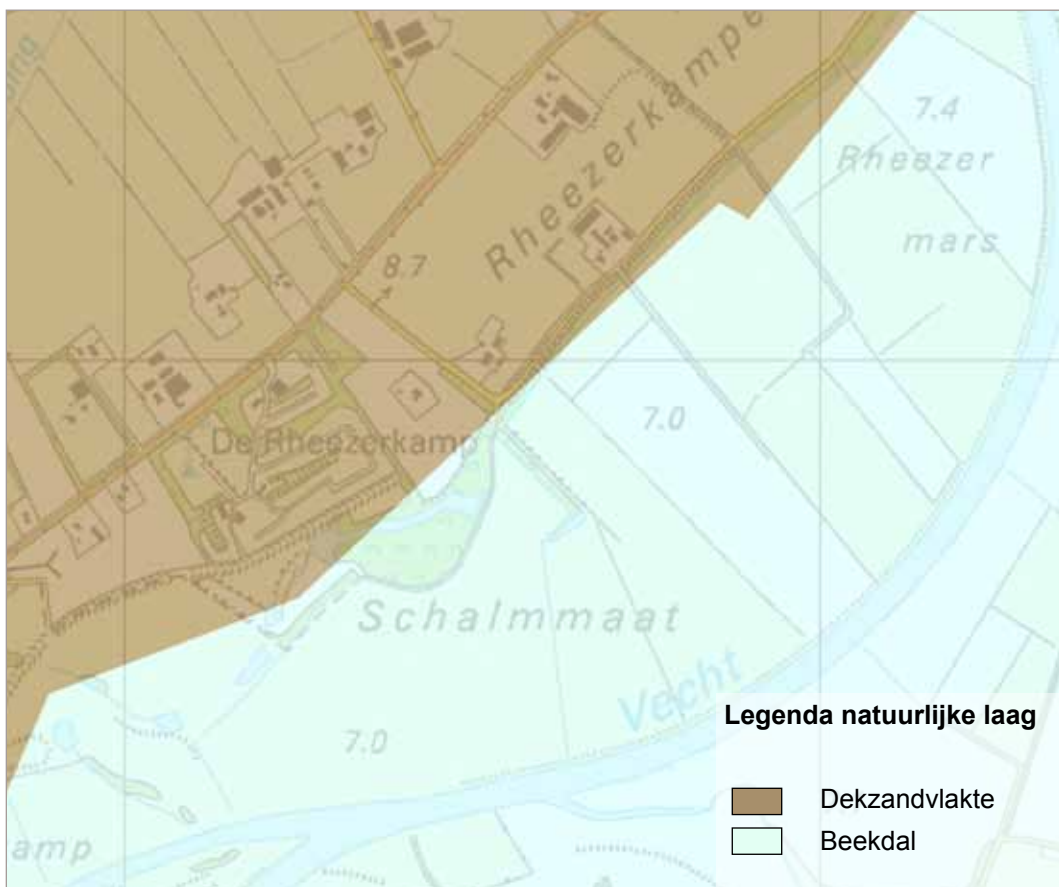 7.4
Rheezer
mars
Rheezerkampe
8.7
7.0
De Rheezerkamp
Schalmmaat
Vecht
7.0
amp
Legenda natuurlijke laag
Dekzandvlakte
Beekdal